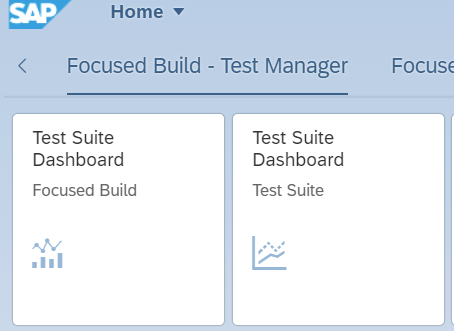 SAP
Home
Focused Build - Test Manager
Focuse
Test Suite
Dashboard
Focused Build
Test Suite
Dashboard
Test Suite